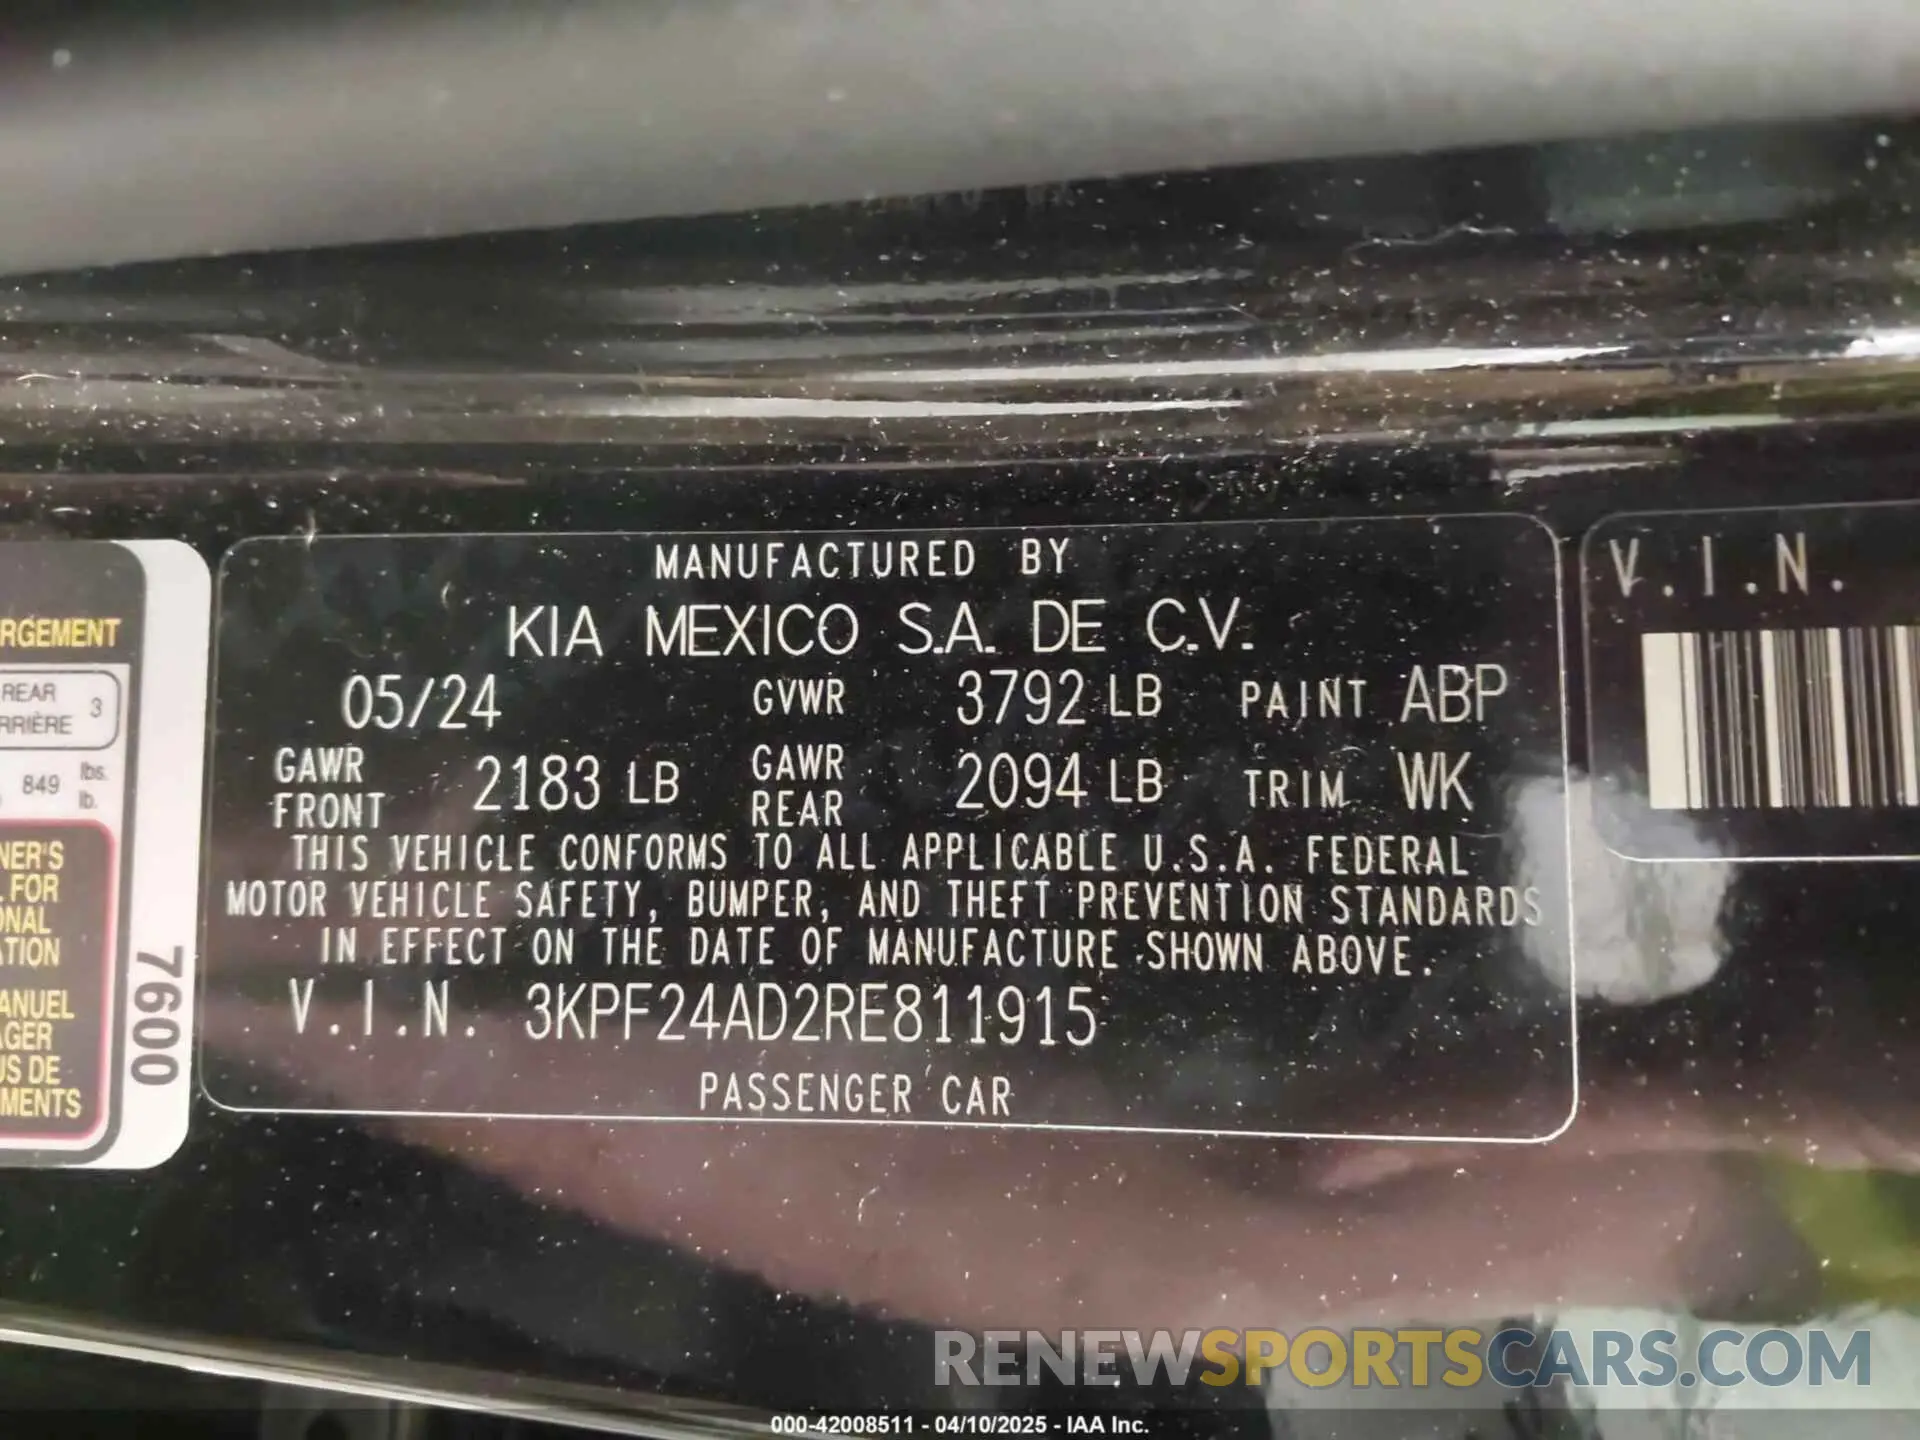 RGEMENT
REAR
RRIÈRE 3
849 lbs.
lb.
NER'S
L FOR
ONAL
ATION
ANUEL
AGER
US DE
MENTS
7600
MANUFACTURED BY
KIA MEXICO S.A. DE C.V.
05/24 GVWR 3792 LB PAINT ABP
GAWR FRONT 2183 LB GAWR REAR 2094 LB TRIM WK
THIS VEHICLE CONFORMS TO ALL APPLICABLE U.S.A. FEDERAL
MOTOR VEHICLE SAFETY, BUMPER, AND THEFT PREVENTION STANDARDS
IN EFFECT ON THE DATE OF MANUFACTURE SHOWN ABOVE.
V.I.N. 3KPF24AD2RE811915
PASSENGER CAR
V.I.N.
RENEWSPORTSCARS.COM
000-42008511 - 04/10/2025 - IAA Inc.